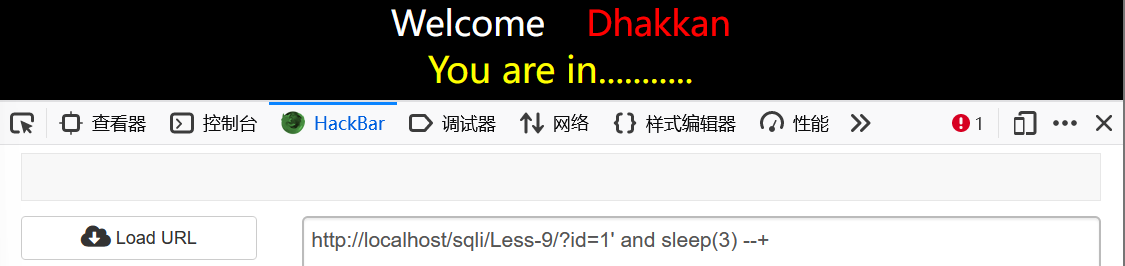 Welcome Dhakkan
You are in...........
查看器 控制台 HackBar 调试器 网络 样式编辑器 性能 1
Load URL
http://localhost/sqli/Less-9/?id=1' and sleep(3) --+